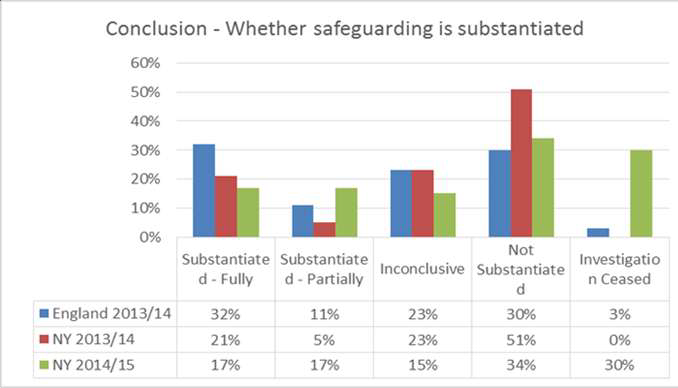 Conclusion - Whether safeguarding is substantiated
60%
50%
40%
30%
20%
10%
0%
Substantiate
d - Fully
Substantiate
d - Partially
Inconclusive
Not
Substantiate
d
Investigatio
n Ceased
England 2013/14 32% 11% 23% 30% 3%
NY 2013/14 21% 5% 23% 51% 0%
NY 2014/15 17% 17% 15% 34% 30%